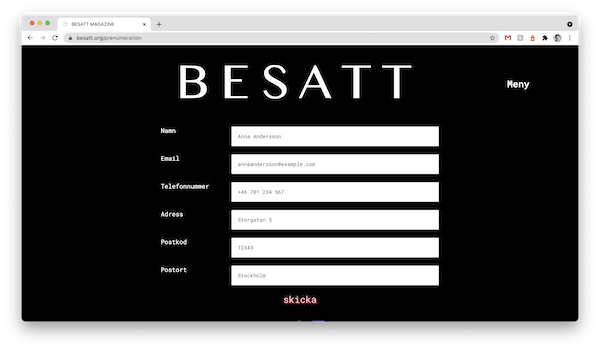 BESATT MAGAZINE
besatt.org/prenumeration
BESATT
Meny
Namn
Anna Andersson
Email
annaandersson@example.com
Telefonnummer
+46 701 234 567
Adress
Storgatan 5
Postkod
12345
Postort
Stockholm
skicka